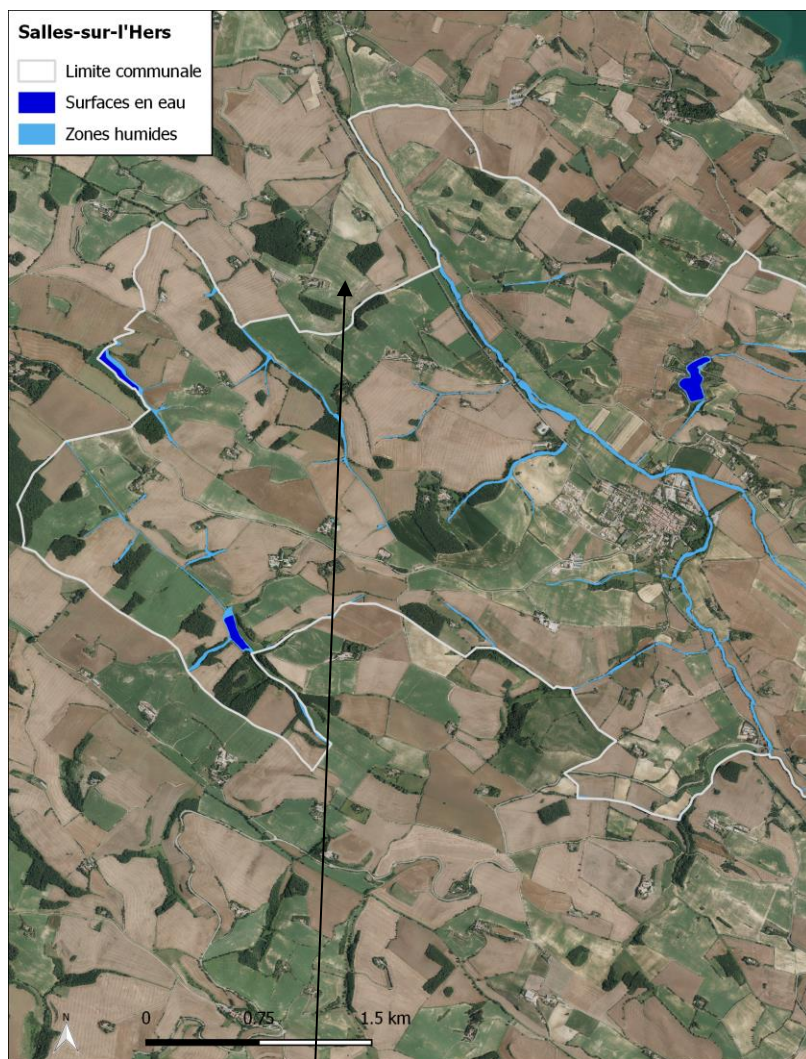 Salles-sur-l'Hers
Limite communale
Surfaces en eau
Zones humides
N
0 0.75 1.5 km